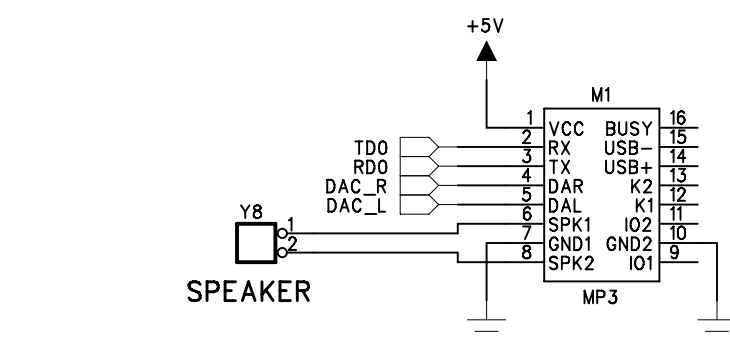 +5V
M1
1 VCC BUSY 16
TD0 2 RX USB- 15
RD0 3 TX USB+ 14
DAC_R 4 DAR K2 13
DAC_L 5 DAL K1 12
Y8 1 6 SPK1 IO2 11
2 7 GND1 GND2 10
8 SPK2 IO1 9
SPEAKER
MP3